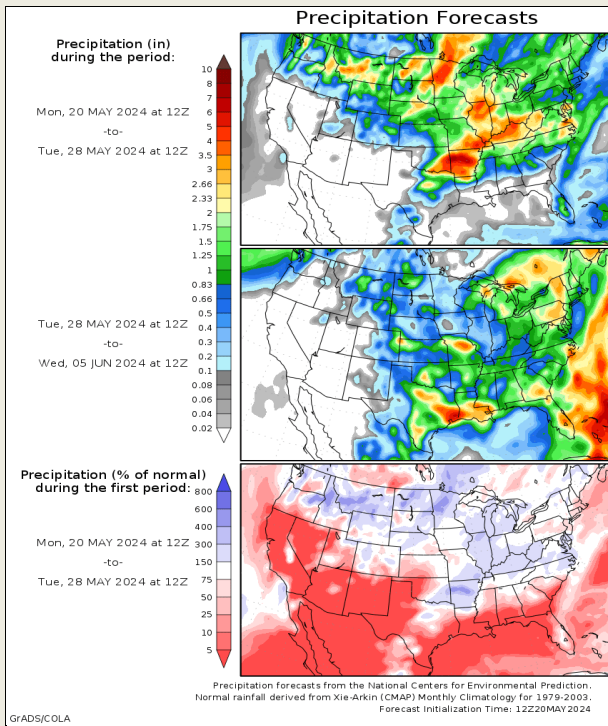 Precipitation Forecasts
Precipitation (in)
during the period:
Mon, 20 MAY 2024 at 12Z
-to-
Tue, 28 MAY 2024 at 12Z
10
8
7
6
5
4
3.5
3
2.66
2.33
2
1.75
1.5
1.25
1
0.83
0.66
0.5
0.4
0.3
0.2
0.1
0.08
0.06
0.04
0.02
Tue, 28 MAY 2024 at 12Z
-to-
Wed, 05 JUN 2024 at 12Z
Precipitation (% of normal)
during the first period:
Mon, 20 MAY 2024 at 12Z
-to-
Tue, 28 MAY 2024 at 12Z
800
600
400
300
150
75
50
25
10
5
Precipitation forecasts from the National Centers for Environmental Prediction.
Normal rainfall derived from Xie-Arkin (CMAP) Monthly Climatology for 1979-2003.
Forecast Initialization Time: 12Z20MAY2024
GrADS/COLA